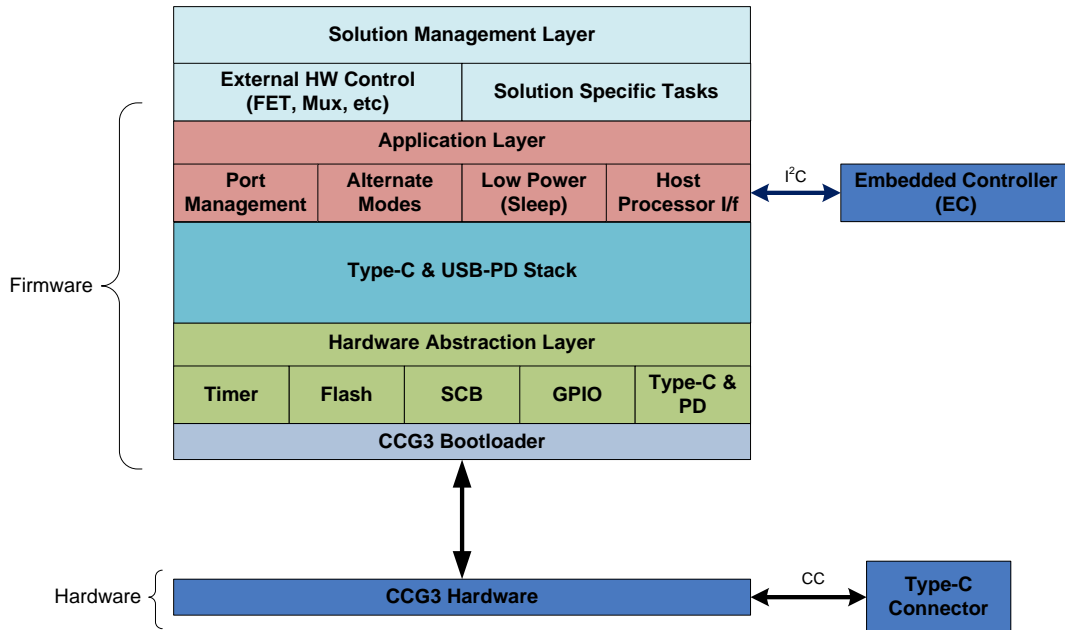 Solution Management Layer
External HW Control
(FET, Mux, etc)
Solution Specific Tasks
Application Layer
Port
Management
Alternate
Modes
Low Power
(Sleep)
Host
Processor I/f
I²C
Embedded Controller
(EC)
Type-C & USB-PD Stack
Firmware
Hardware Abstraction Layer
Timer
Flash
SCB
GPIO
Type-C &
PD
CCG3 Bootloader
Hardware
CCG3 Hardware
CC
Type-C
Connector